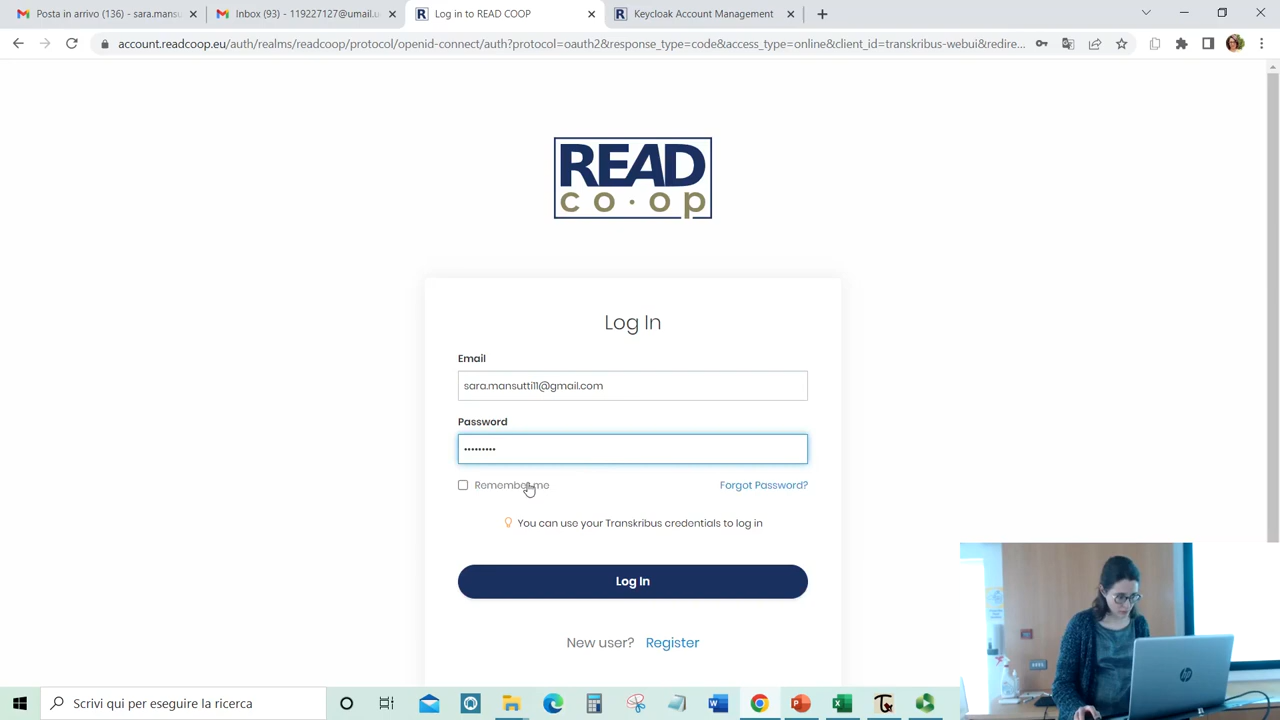 Posta in arrivo (136) - sara.mansu
Inbox (93) - 119227127@umail.u
Log in to READ COOP
Keycloak Account Management
account.readcoop.eu/auth/realms/readcoop/protocol/openid-connect/auth?protocol=oauth2&response_type=code&access_type=online&client_id=transkribus-webui&redire...
READ
co·op
Log In
Email
sara.mansutti11@gmail.com
Password
•••••••••
Remember me
Forgot Password?
You can use your Transkribus credentials to log in
Log In
New user? Register
Scrivi qui per eseguire la ricerca